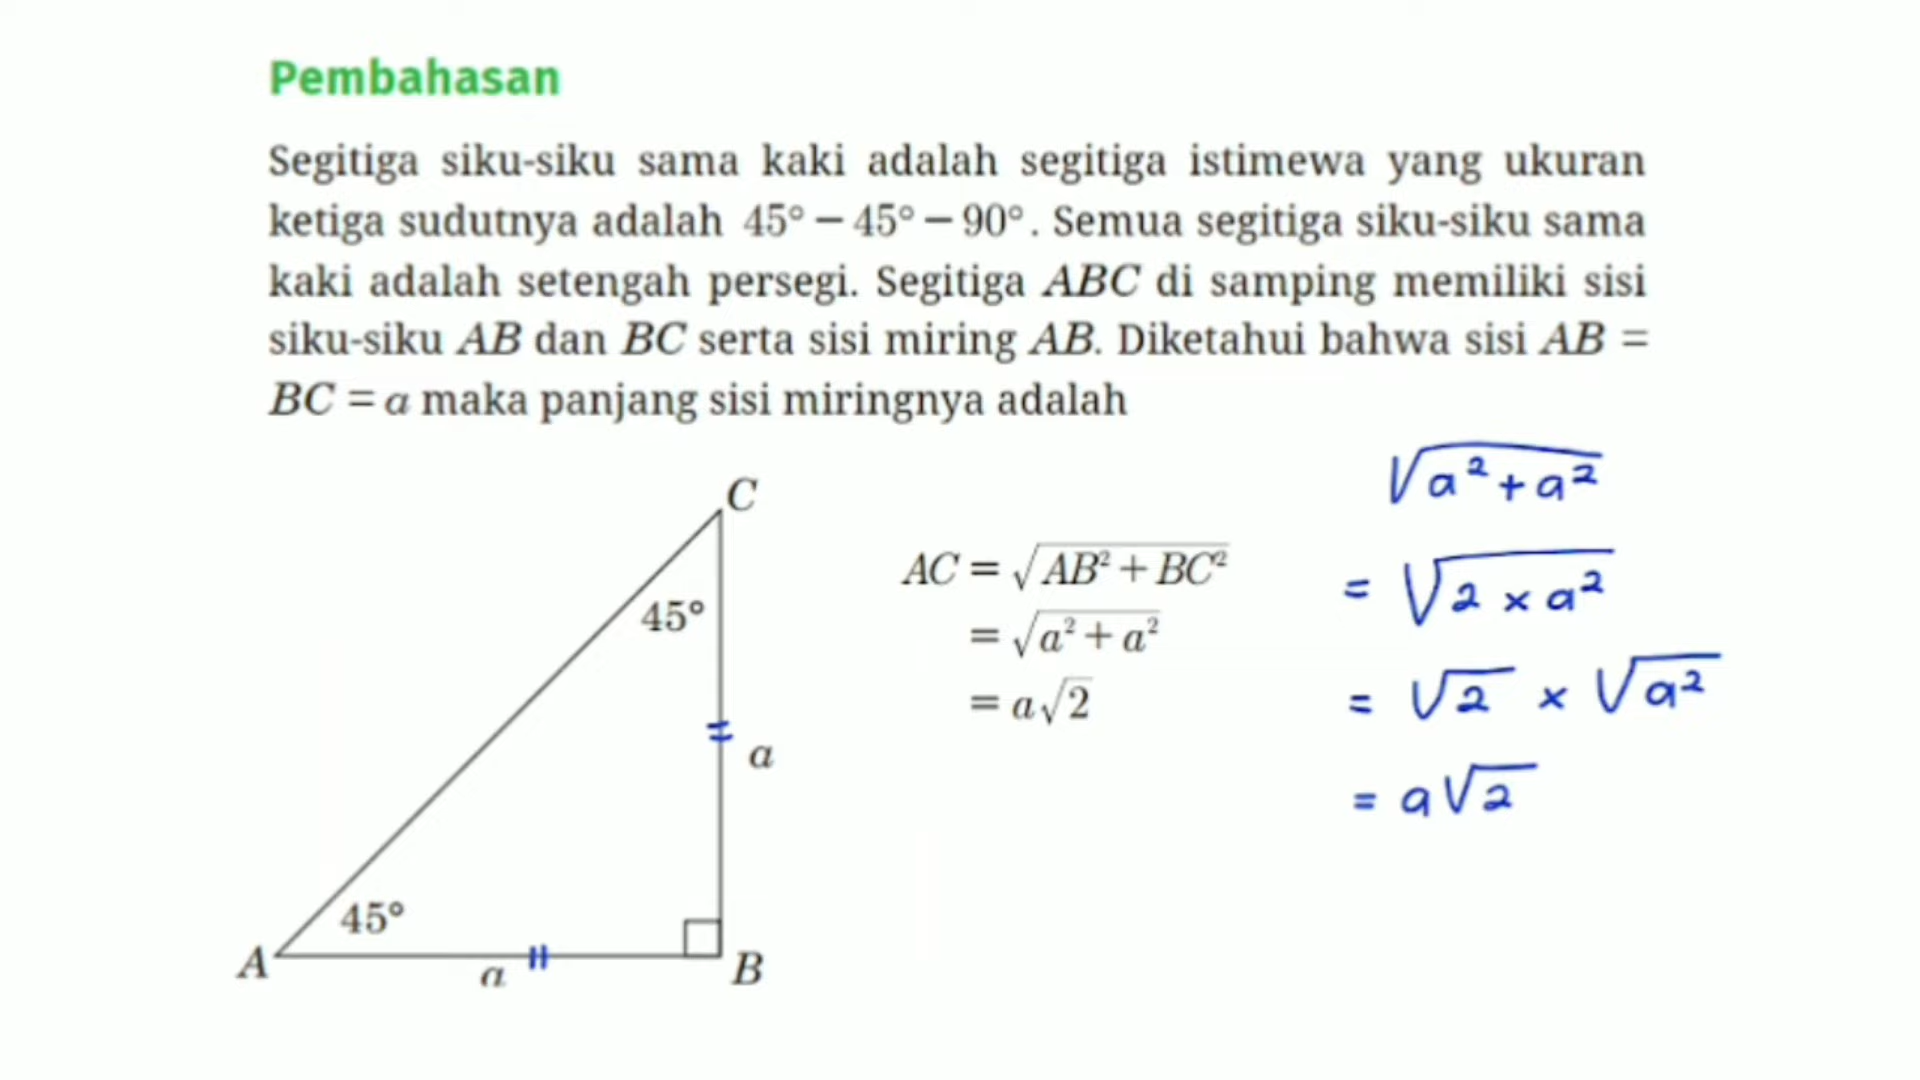 Pembahasan
Segitiga siku-siku sama kaki adalah segitiga istimewa yang ukuran
ketiga sudutnya adalah 45° − 45° − 90°. Semua segitiga siku-siku sama
kaki adalah setengah persegi. Segitiga ABC di samping memiliki sisi
siku-siku AB dan BC serta sisi miring AB. Diketahui bahwa sisi AB =
BC = a maka panjang sisi miringnya adalah
C
45°
a
45°
A
a
B
AC = √(AB² + BC²)
= √(a² + a²)
= a√2
√(a² + a²)
= √(2 × a²)
= √2 × √(a²)
= a√2